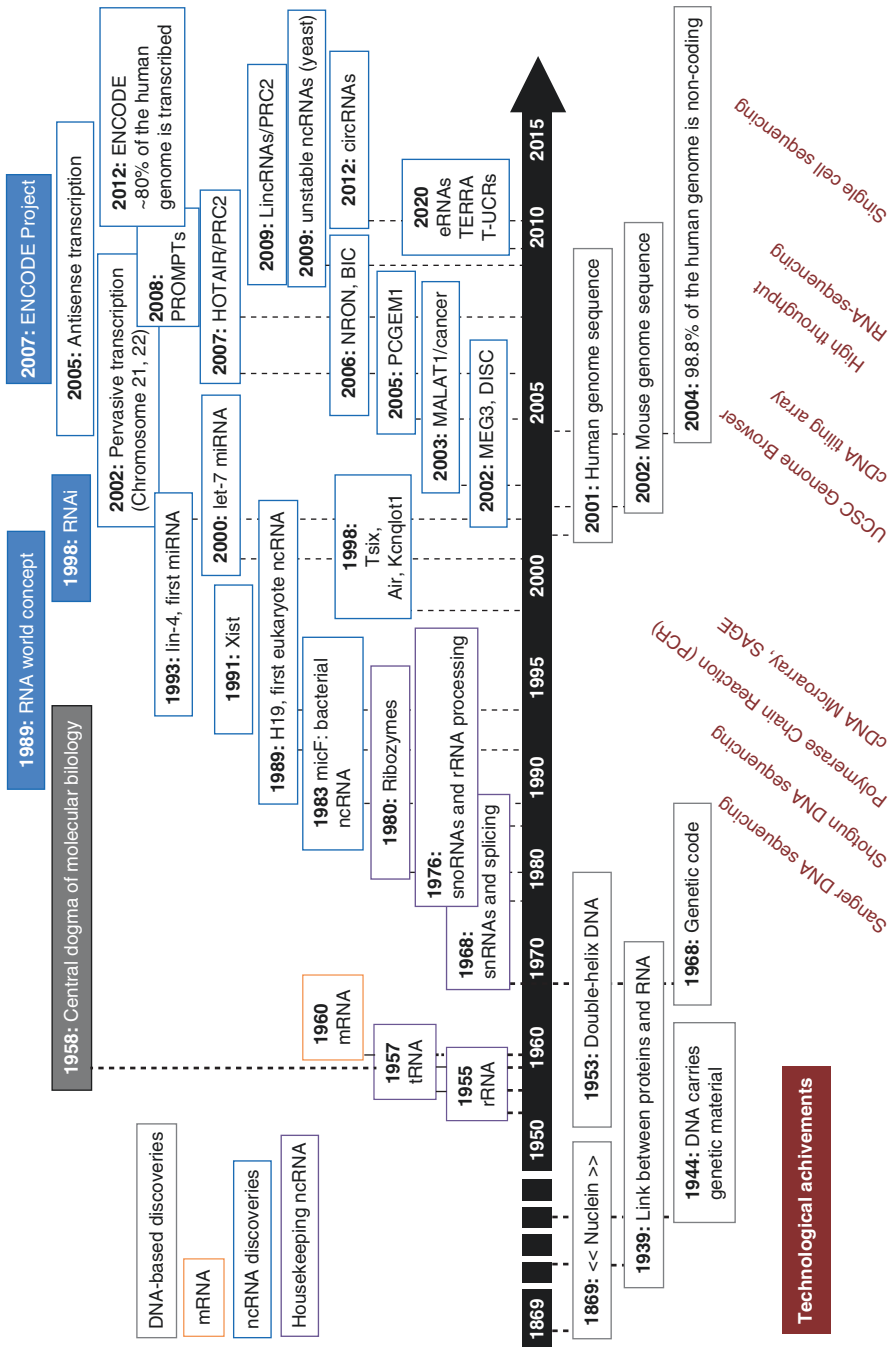 DNA-based discoveries
mRNA
ncRNA discoveries
Housekeeping ncRNA
1958: Central dogma of molecular bilology
1989: RNA world concept
1998: RNAi
2007: ENCODE Project
2005: Antisense transcription
2002: Pervasive transcription
(Chromosome 21, 22)
2012: ENCODE
~80% of the human
genome is transcribed
2008:
PROMPTs
1993: lin-4, first miRNA
2000: let-7 miRNA
2007: HOTAIR/PRC2
1991: Xist
2009: LincRNAs/PRC2
1989: H19, first eukaryote ncRNA
2009: unstable ncRNAs (yeast)
1960
mRNA
1983 micF: bacterial
ncRNA
1998:
Tsix,
Air, Kcnqlot1
2006: NRON, BIC
2012: circRNAs
1957
tRNA
1980: Ribozymes
2005: PCGEM1
2020
eRNAs
TERRA
T-UCRs
1976:
snoRNAs and rRNA processing
2003: MALAT1/cancer
1955
rRNA
1968:
snRNAs and splicing
2002: MEG3, DISC
1869
1950
1960
1970
1980
1990
1995
2000
2005
2010
2015
1869: << Nuclein >>
1953: Double-helix DNA
2001: Human genome sequence
1939: Link between proteins and RNA
2002: Mouse genome sequence
1944: DNA carries
genetic material
1968: Genetic code
2004: 98.8% of the human genome is non-coding
Technological achivements
Sanger DNA sequencing
Shotgun DNA sequencing
Polymerase Chain Reaction (PCR)
cDNA Microarray, SAGE
UCSC Genome Browser
cDNA tiling array
High throughput
RNA-sequencing
Single cell sequencing